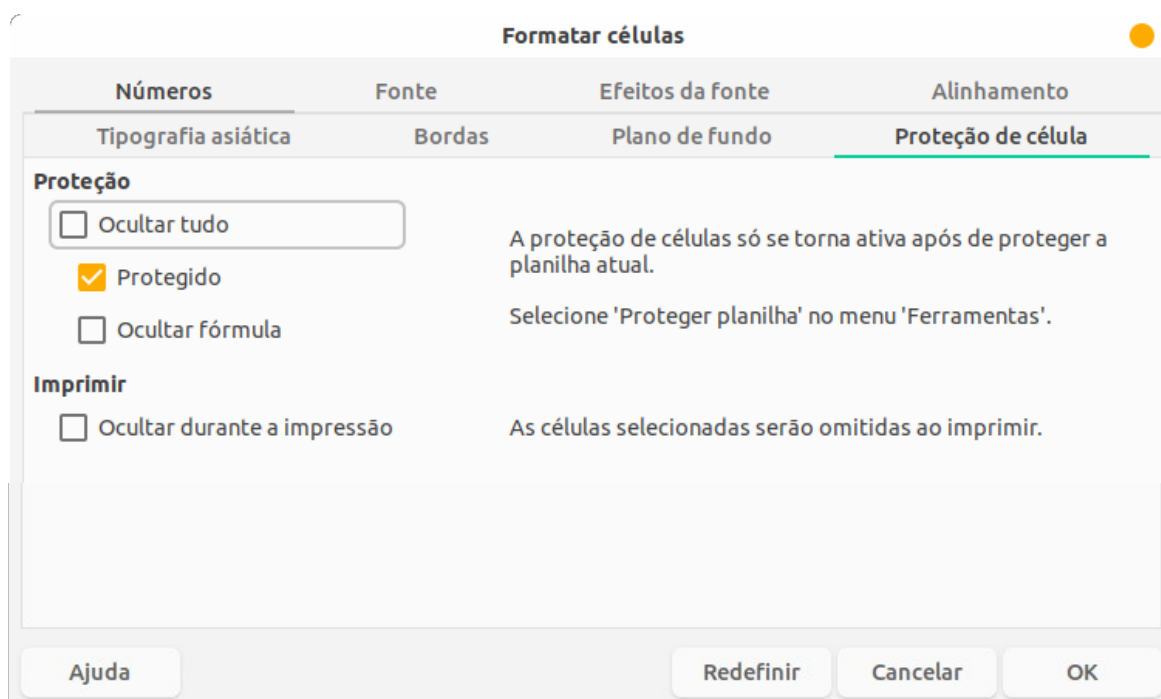 Formatar células
Números Fonte Efeitos da fonte Alinhamento
Tipografia asiática Bordas Plano de fundo Proteção de célula
Proteção
Ocultar tudo
Protegido
Ocultar fórmula
A proteção de células só se torna ativa após de proteger a
planilha atual.
Selecione 'Proteger planilha' no menu 'Ferramentas'.
Imprimir
Ocultar durante a impressão
As células selecionadas serão omitidas ao imprimir.
Ajuda Redefinir Cancelar OK